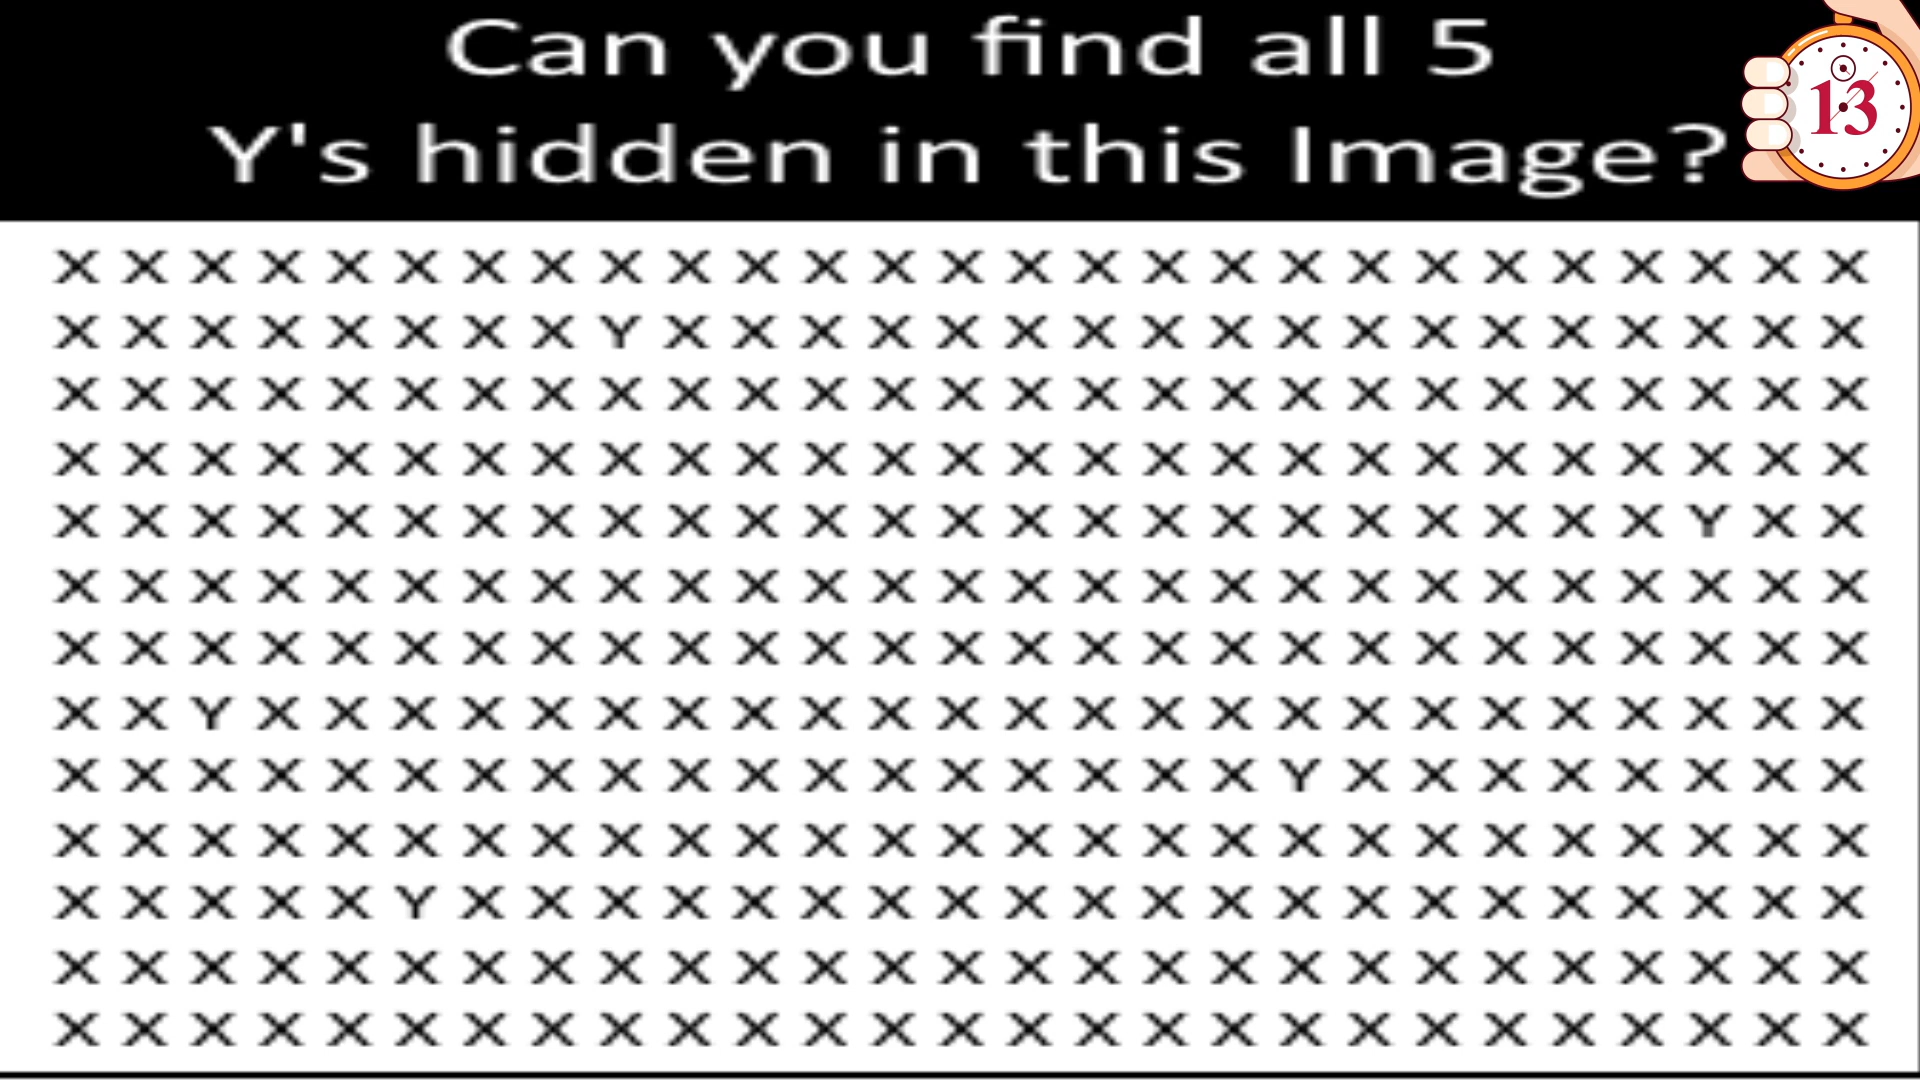 Can you find all 5
Y's hidden in this Image?
13
X X X X X X X X X X X X X X X X X X X X X X X X X X X
X X X X X X X X Y X X X X X X X X X X X X X X X X X X
X X X X X X X X X X X X X X X X X X X X X X X X X X X
X X X X X X X X X X X X X X X X X X X X X X X X X X X
X X X X X X X X X X X X X X X X X X X X X X X X Y X X
X X X X X X X X X X X X X X X X X X X X X X X X X X X
X X X X X X X X X X X X X X X X X X X X X X X X X X X
X X Y X X X X X X X X X X X X X X X X X X X X X X X X
X X X X X X X X X X X X X X X X X X Y X X X X X X X X
X X X X X X X X X X X X X X X X X X X X X X X X X X X
X X X X X Y X X X X X X X X X X X X X X X X X X X X X
X X X X X X X X X X X X X X X X X X X X X X X X X X X
X X X X X X X X X X X X X X X X X X X X X X X X X X X